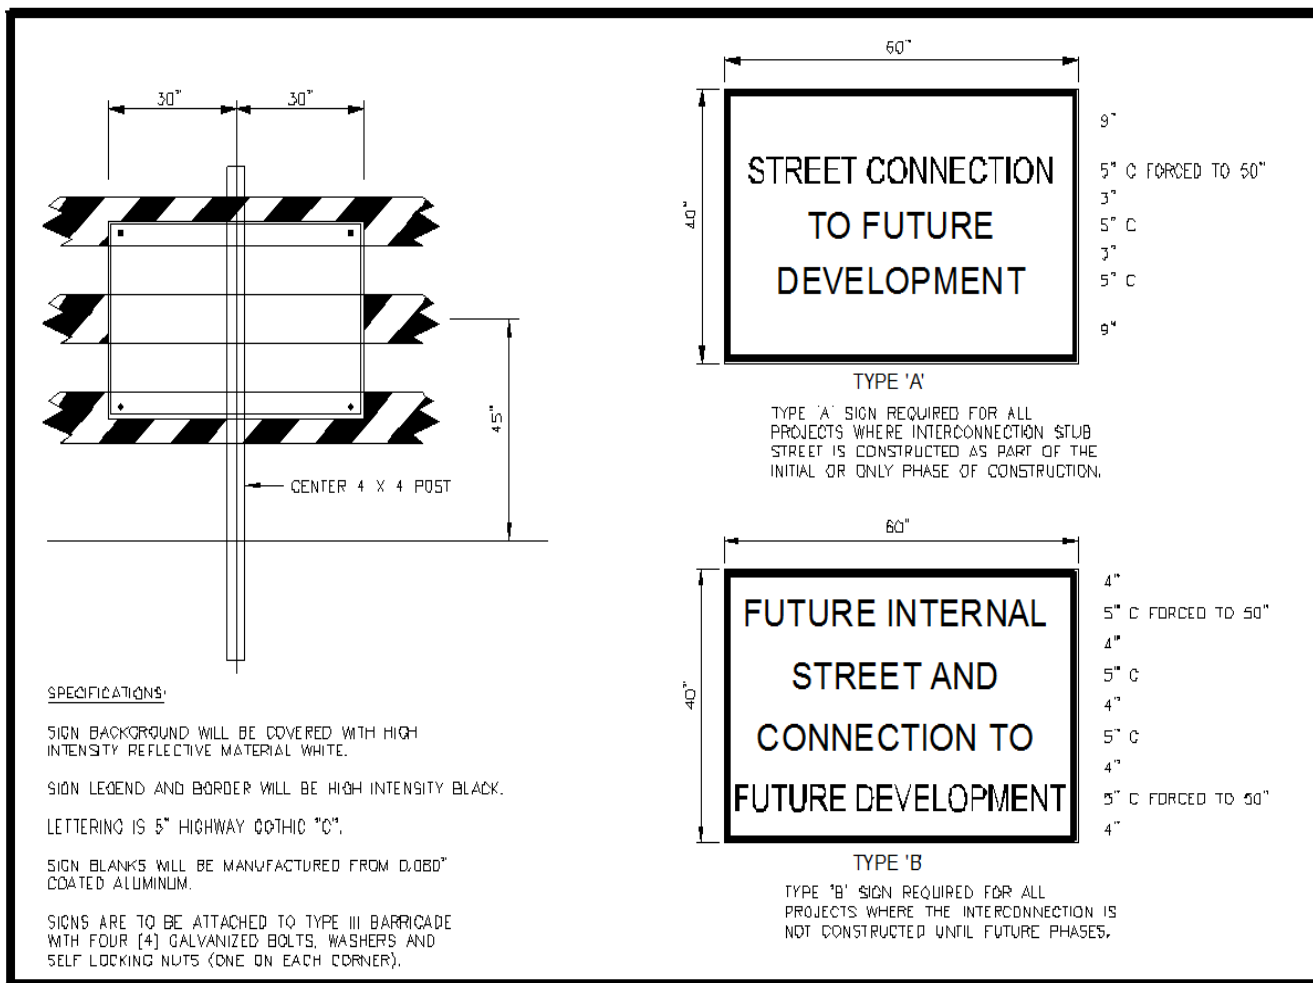 30" 30"
45"
CENTER 4 X 4 POST
SPECIFICATIONS:
SIGN BACKGROUND WILL BE COVERED WITH HIGH
INTENSITY REFLECTIVE MATERIAL WHITE.
SIGN LEGEND AND BORDER WILL BE HIGH INTENSITY BLACK.
LETTERING IS 5" HIGHWAY GOTHIC "C".
SIGN BLANKS WILL BE MANUFACTURED FROM 0.080"
COATED ALUMINUM.
SIGNS ARE TO BE ATTACHED TO TYPE III BARRICADE
WITH FOUR [4] GALVANIZED BOLTS, WASHERS AND
SELF LOCKING NUTS (ONE ON EACH CORNER).
60"
40"
STREET CONNECTION
TO FUTURE
DEVELOPMENT
9"
5" C FORCED TO 50"
3"
5" C
3"
5" C
9"
TYPE 'A'
TYPE 'A' SIGN REQUIRED FOR ALL
PROJECTS WHERE INTERCONNECTION STUB
STREET IS CONSTRUCTED AS PART OF THE
INITIAL OR ONLY PHASE OF CONSTRUCTION.
60"
40"
FUTURE INTERNAL
STREET AND
CONNECTION TO
FUTURE DEVELOPMENT
4"
5" C FORCED TO 50"
4"
5" C
4"
5" C
4"
5" C FORCED TO 50"
4"
TYPE 'B'
TYPE "B' SIGN REQUIRED FOR ALL
PROJECTS WHERE THE INTERCONNECTION IS
NOT CONSTRUCTED UNTIL FUTURE PHASES.